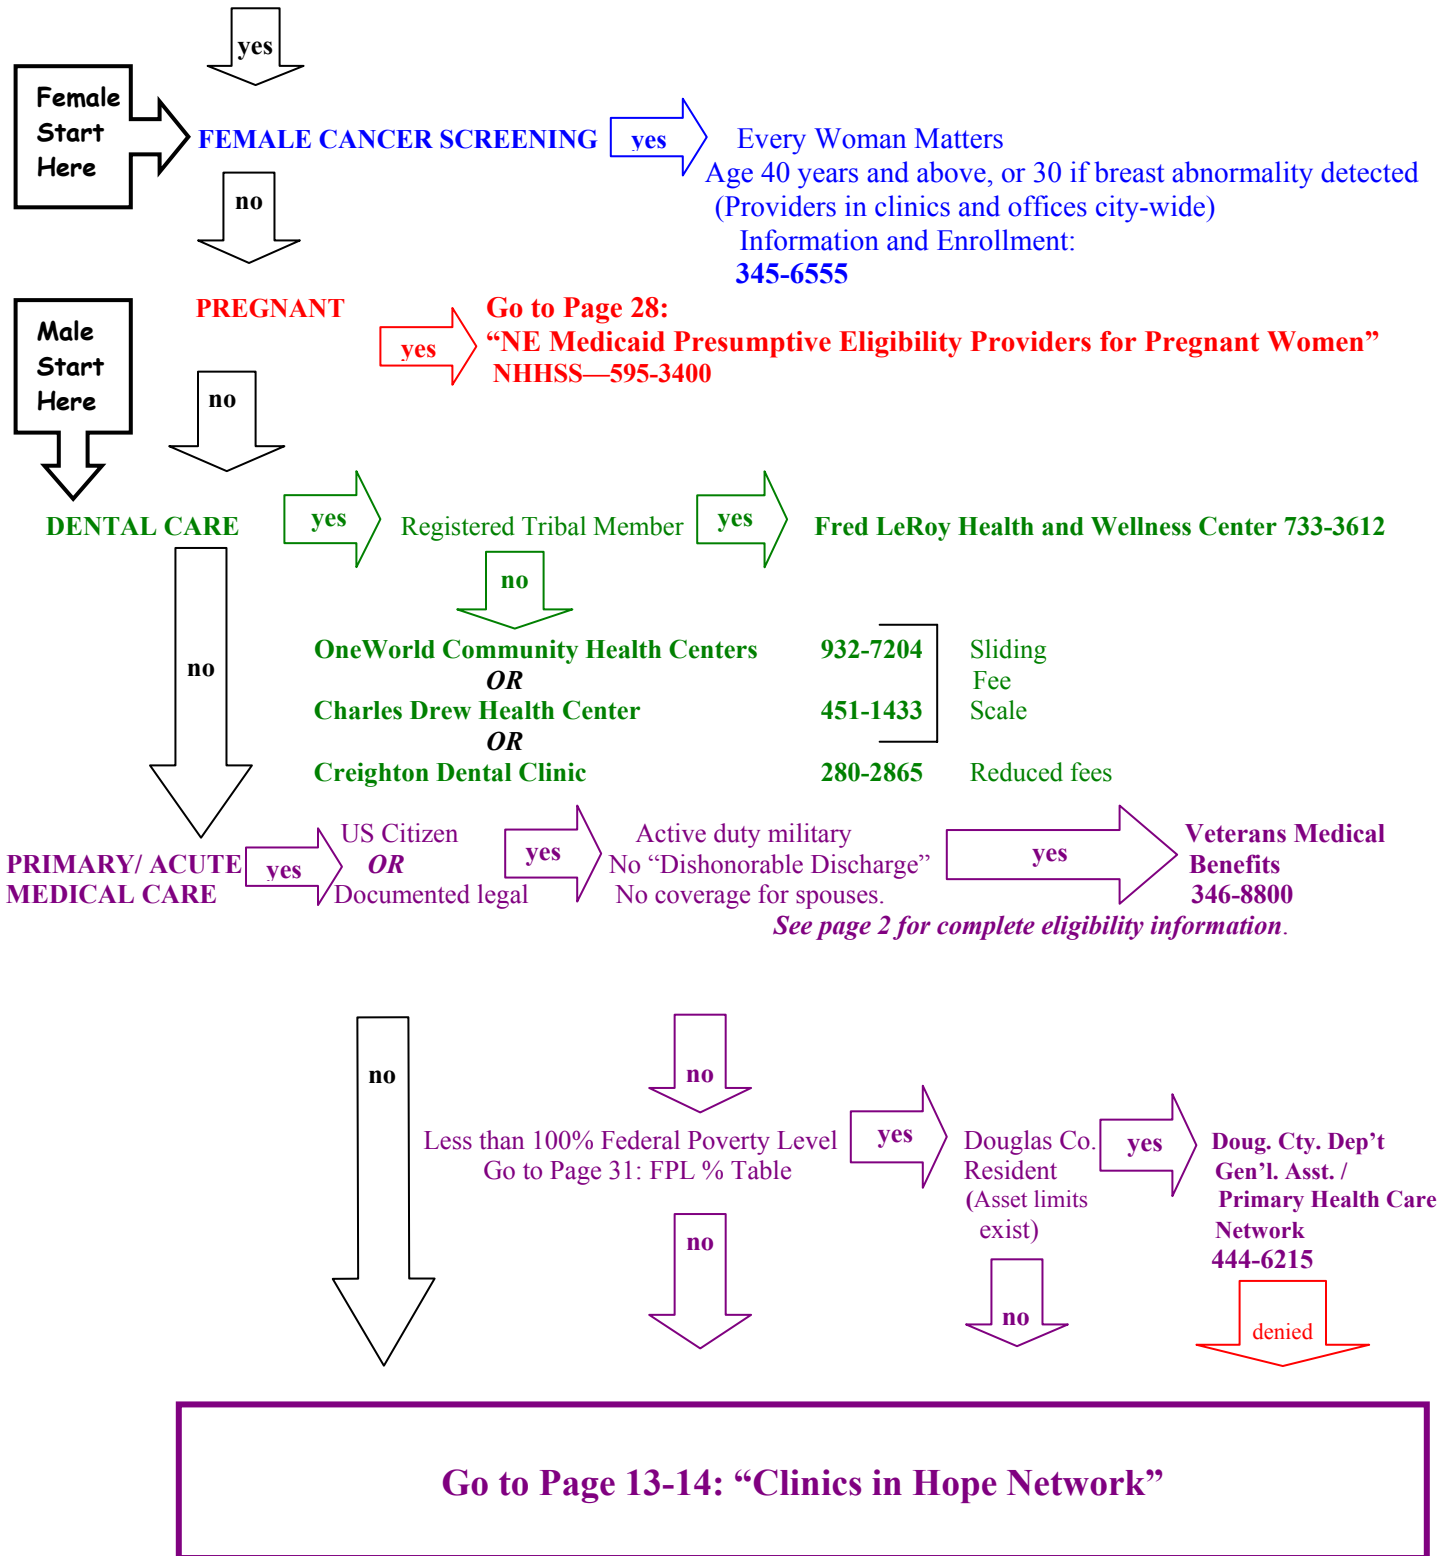 yes
Female
Start
Here
FEMALE CANCER SCREENING
yes
Every Woman Matters
Age 40 years and above, or 30 if breast abnormality detected
(Providers in clinics and offices city-wide)
Information and Enrollment:
345-6555
no
Male
Start
Here
PREGNANT
yes
Go to Page 28:
“NE Medicaid Presumptive Eligibility Providers for Pregnant Women”
NHHSS—595-3400
no
DENTAL CARE
yes
Registered Tribal Member
yes
Fred LeRoy Health and Wellness Center 733-3612
no
OneWorld Community Health Centers 932-7204 Sliding
OR Fee
Charles Drew Health Center 451-1433 Scale
OR
Creighton Dental Clinic 280-2865 Reduced fees
no
PRIMARY/ ACUTE
MEDICAL CARE
yes
US Citizen
OR
Documented legal
yes
Active duty military
No “Dishonorable Discharge”
No coverage for spouses.
yes
Veterans Medical
Benefits
346-8800
See page 2 for complete eligibility information.
no
no
Less than 100% Federal Poverty Level
Go to Page 31: FPL % Table
yes
Douglas Co.
Resident
(Asset limits
exist)
yes
Doug. Cty. Dep’t
Gen’l. Asst. /
Primary Health Care
Network
444-6215
no
no
denied
Go to Page 13-14: “Clinics in Hope Network”